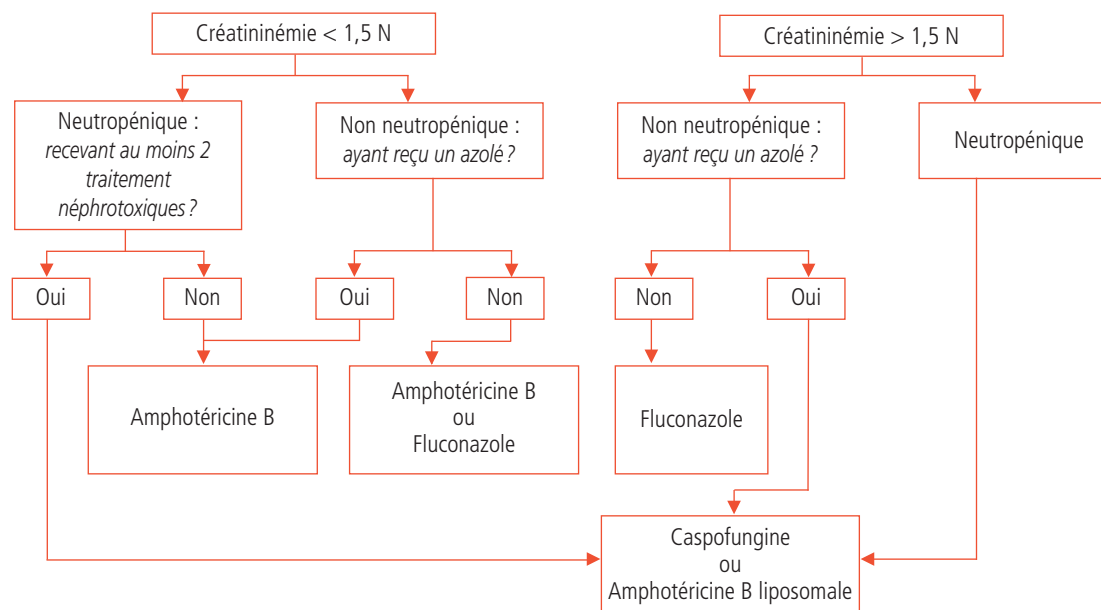 Créatininémie < 1,5 N
Créatininémie > 1,5 N
Neutropénique :
recevant au moins 2
traitement
néphrotoxiques ?
Non neutropénique :
ayant reçu un azolé ?
Non neutropénique :
ayant reçu un azolé ?
Neutropénique
Oui
Non
Oui
Non
Non
Oui
Amphotéricine B
Amphotéricine B
ou
Fluconazole
Fluconazole
Caspofungine
ou
Amphotéricine B liposomale